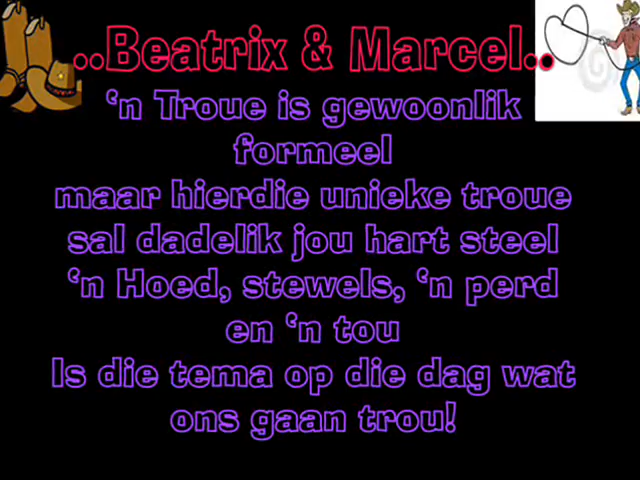 ..Beatrix & Marcel..
‘n Troue is gewoonlik
formeel
maar hierdie unieke troue
sal dadelik jou hart steel
‘n Hoed, stewels, ‘n perd
en ‘n tou
Is die tema op die dag wat
ons gaan trou!